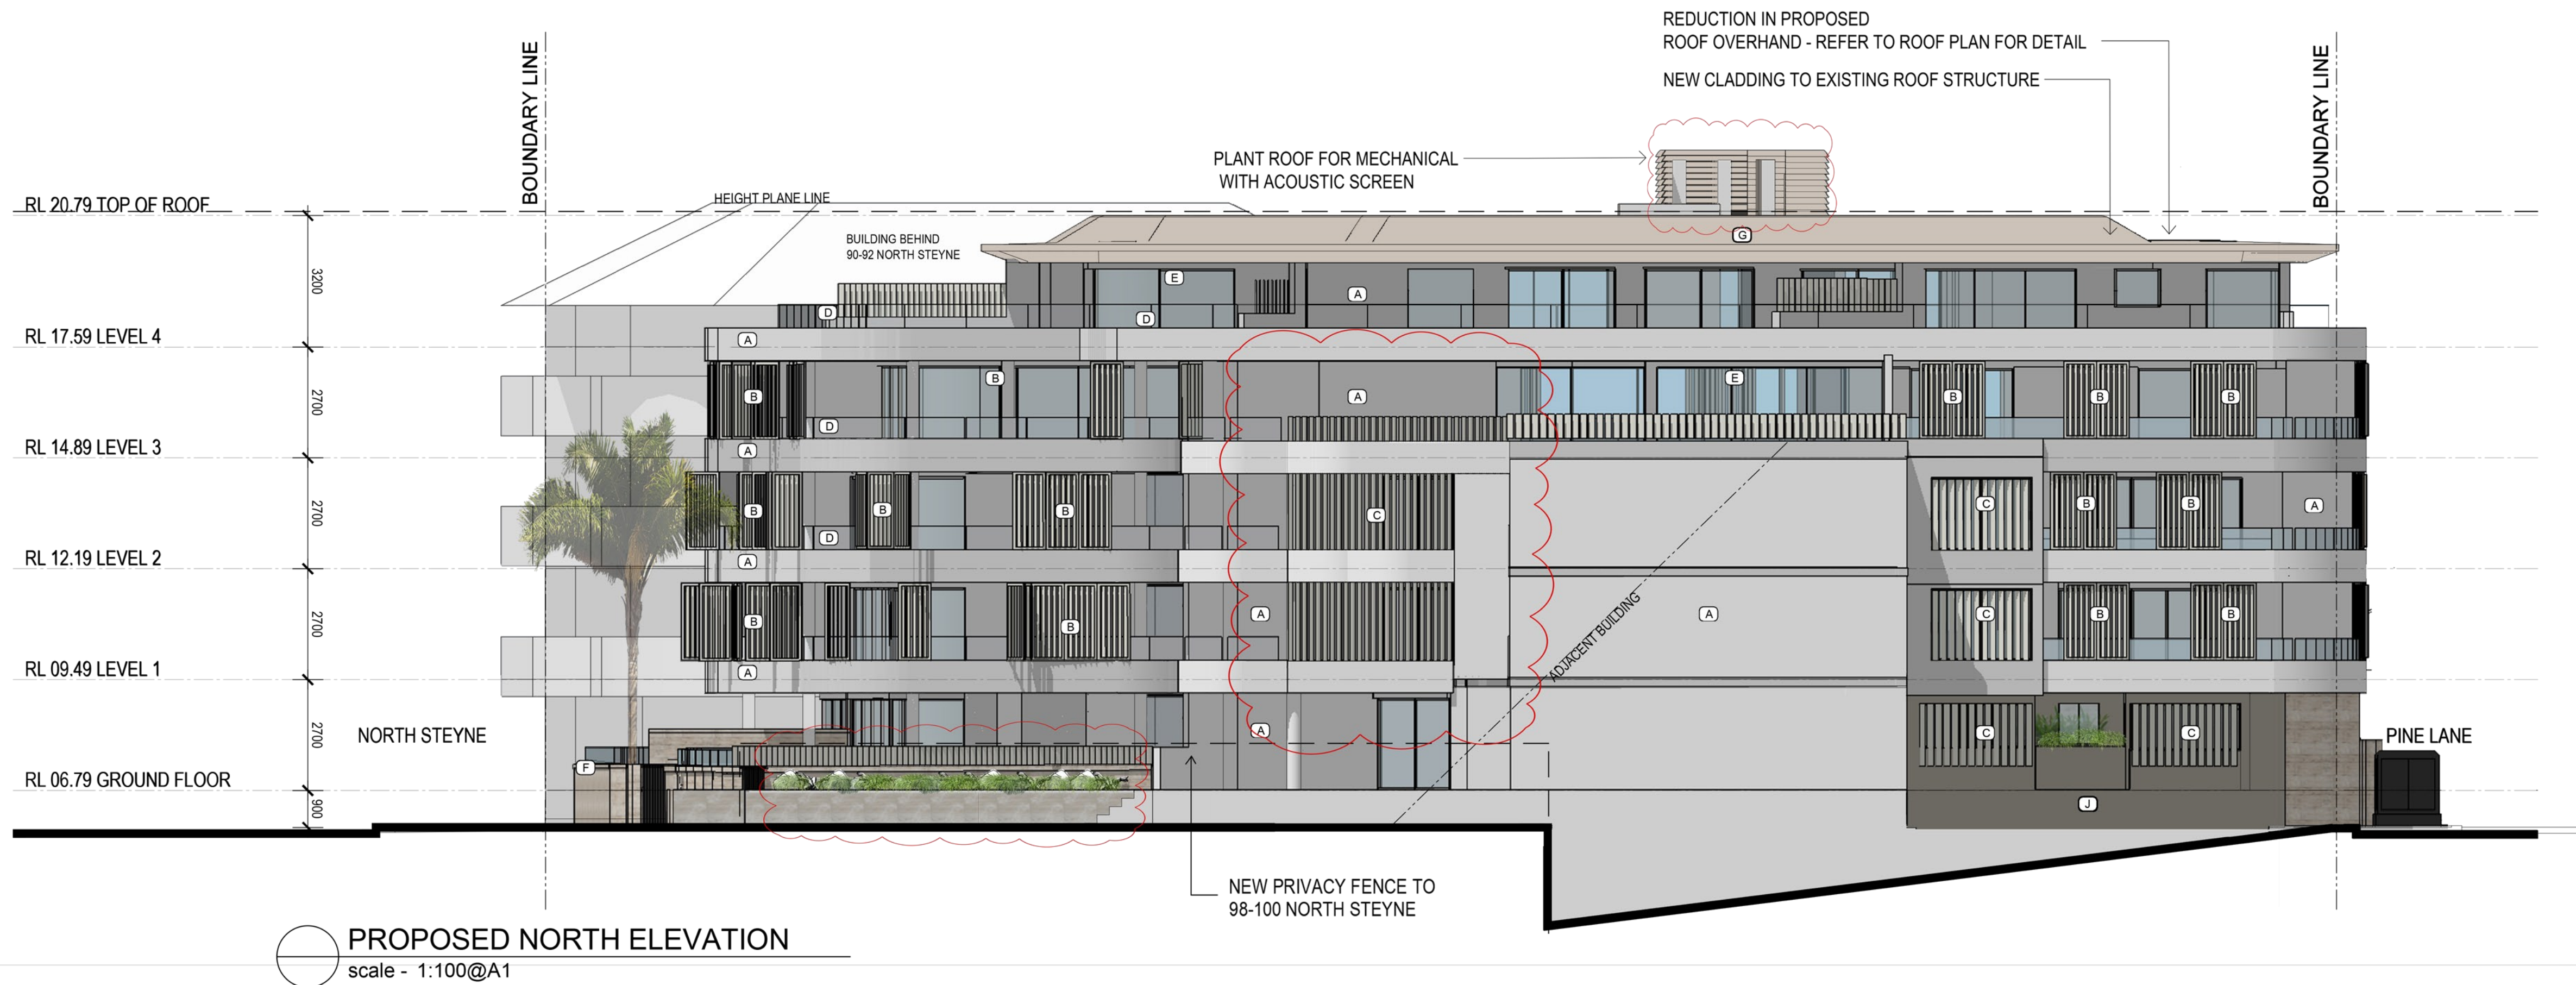 REDUCTION IN PROPOSED
ROOF OVERHAND - REFER TO ROOF PLAN FOR DETAIL
NEW CLADDING TO EXISTING ROOF STRUCTURE
BOUNDARY LINE
BOUNDARY LINE
PLANT ROOF FOR MECHANICAL
WITH ACOUSTIC SCREEN
HEIGHT PLANE LINE
RL 20.79 TOP OF ROOF
BUILDING BEHIND
90-92 NORTH STEYNE
G
3200
E
A
D
D
RL 17.59 LEVEL 4
A
2700
B
B
A
E
B
B
B
D
RL 14.89 LEVEL 3
A
2700
B
B
B
C
C
B
B
A
D
RL 12.19 LEVEL 2
A
2700
B
B
A
ADJACENT BUILDING
A
C
B
B
RL 09.49 LEVEL 1
A
2700
NORTH STEYNE
A
C
C
PINE LANE
F
RL 06.79 GROUND FLOOR
900
J
NEW PRIVACY FENCE TO
98-100 NORTH STEYNE
PROPOSED NORTH ELEVATION
scale - 1:100@A1